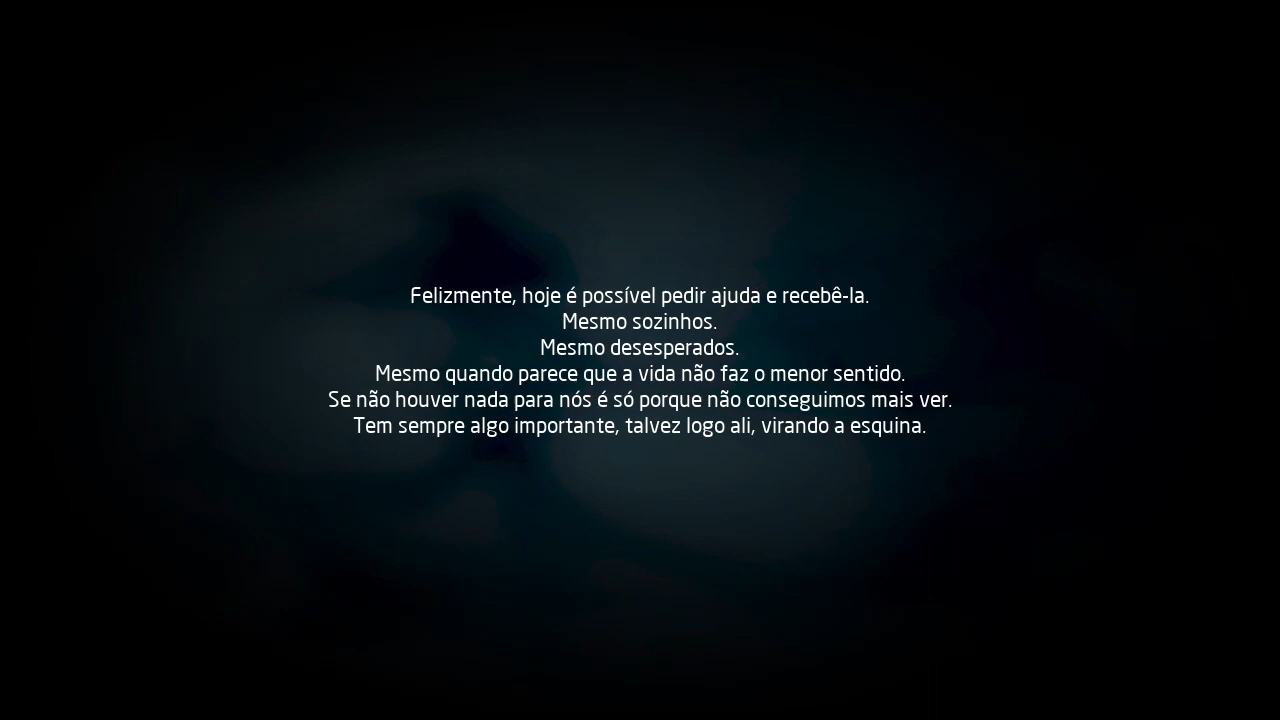 Felizmente, hoje é possível pedir ajuda e recebê-la.
Mesmo sozinhos.
Mesmo desesperados.
Mesmo quando parece que a vida não faz o menor sentido.
Se não houver nada para nós é só porque não conseguimos mais ver.
Tem sempre algo importante, talvez logo ali, virando a esquina.